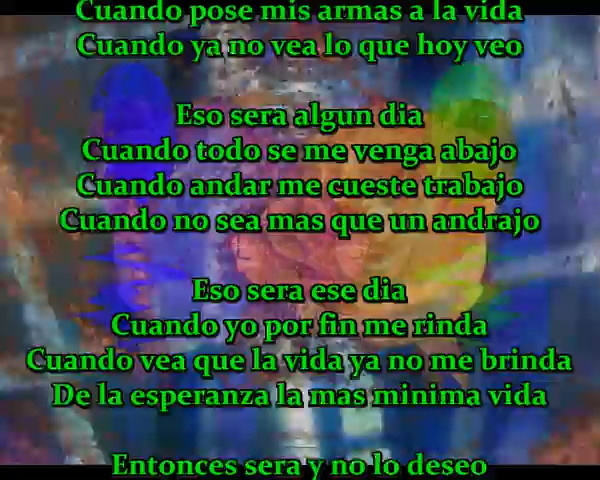 Cuando pose mis armas a la vida
Cuando ya no vea lo que hoy veo
Eso sera algun dia
Cuando todo se me venga abajo
Cuando andar me cueste trabajo
Cuando no sea mas que un andrajo
Eso sera ese dia
Cuando yo por fin me rinda
Cuando vea que la vida ya no me brinda
De la esperanza la mas minima vida
Entonces sera y no lo deseo